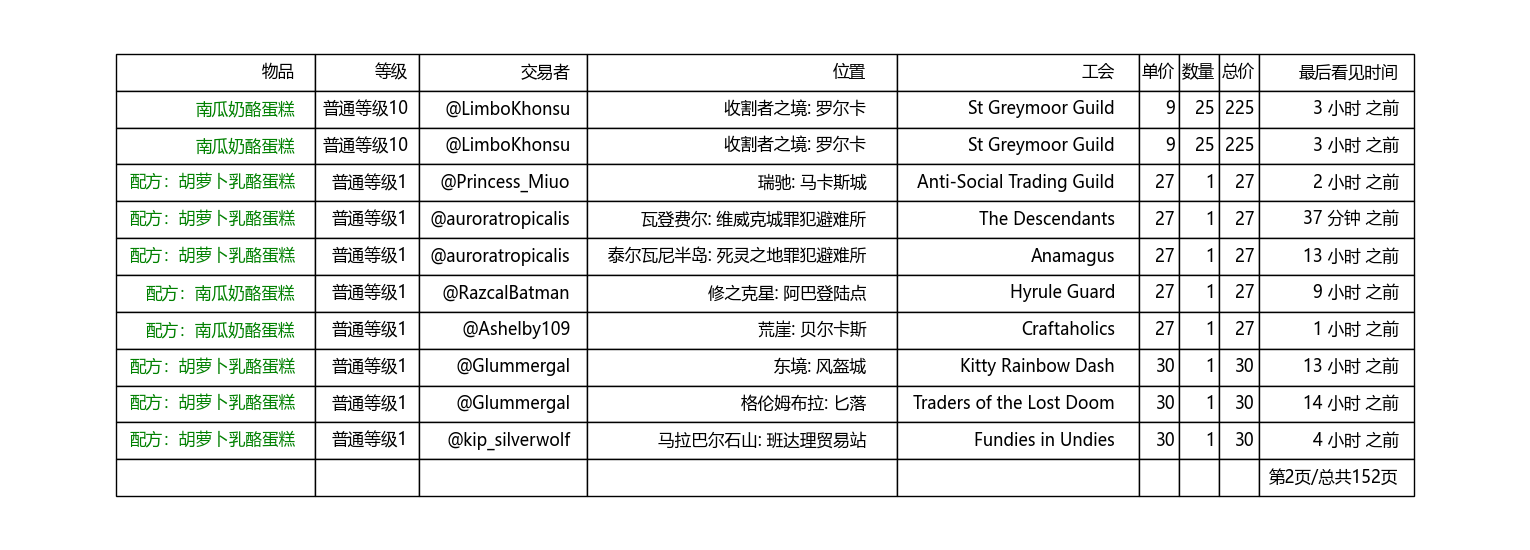 物品 等级 交易者 位置 工会 单价 数量 总价 最后看见时间
南瓜奶酪蛋糕 普通等级10 @LimboKhonsu 收割者之境: 罗尔卡 St Greymoor Guild 9 25 225 3 小时 之前
南瓜奶酪蛋糕 普通等级10 @LimboKhonsu 收割者之境: 罗尔卡 St Greymoor Guild 9 25 225 3 小时 之前
配方：胡萝卜乳酪蛋糕 普通等级1 @Princess_Miuo 瑞驰: 马卡斯城 Anti-Social Trading Guild 27 1 27 2 小时 之前
配方：胡萝卜乳酪蛋糕 普通等级1 @auroratropicalis 瓦登费尔: 维威克城罪犯避难所 The Descendants 27 1 27 37 分钟 之前
配方：胡萝卜乳酪蛋糕 普通等级1 @auroratropicalis 泰尔瓦尼半岛: 死灵之地罪犯避难所 Anamagus 27 1 27 13 小时 之前
配方：南瓜奶酪蛋糕 普通等级1 @RazcalBatman 修之克星: 阿巴登陆点 Hyrule Guard 27 1 27 9 小时 之前
配方：南瓜奶酪蛋糕 普通等级1 @Ashelby109 荒崖: 贝尔卡斯 Craftaholics 27 1 27 1 小时 之前
配方：胡萝卜乳酪蛋糕 普通等级1 @Glummergal 东境: 风盔城 Kitty Rainbow Dash 30 1 30 13 小时 之前
配方：胡萝卜乳酪蛋糕 普通等级1 @Glummergal 格伦姆布拉: 匕落 Traders of the Lost Doom 30 1 30 14 小时 之前
配方：胡萝卜乳酪蛋糕 普通等级1 @kip_silverwolf 马拉巴尔石山: 班达理贸易站 Fundies in Undies 30 1 30 4 小时 之前
第2页/总共152页